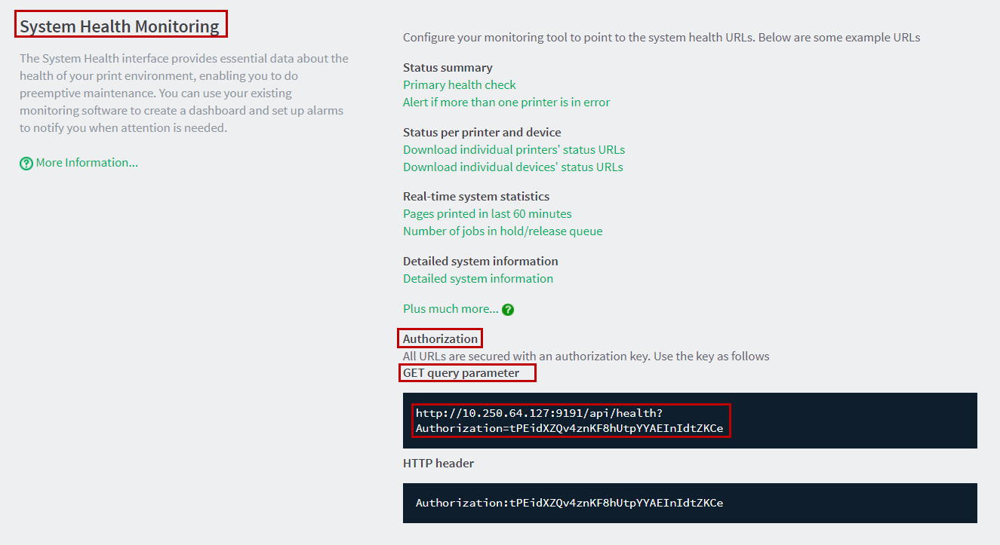 System Health Monitoring
The System Health interface provides essential data about the
health of your print environment, enabling you to do
preemptive maintenance. You can use your existing
monitoring software to create a dashboard and set up alarms
to notify you when attention is needed.
? More Information...
Configure your monitoring tool to point to the system health URLs. Below are some example URLs
Status summary
Primary health check
Alert if more than one printer is in error
Status per printer and device
Download individual printers' status URLs
Download individual devices' status URLs
Real-time system statistics
Pages printed in last 60 minutes
Number of jobs in hold/release queue
Detailed system information
Detailed system information
Plus much more... ?
Authorization
All URLs are secured with an authorization key. Use the key as follows
GET query parameter
http://10.250.64.127:9191/api/health?
Authorization=tPEidXZQv4znKF8hUtpYYAEInIdtZKCe
HTTP header
Authorization:tPEidXZQv4znKF8hUtpYYAEInIdtZKCe